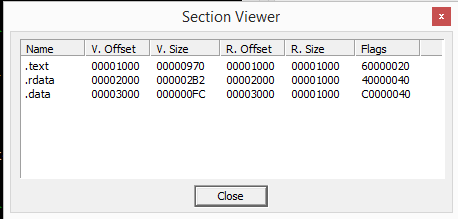 Section Viewer
x
Name V. Offset V. Size R. Offset R. Size Flags
.text 00001000 00000970 00001000 00001000 60000020
.rdata 00002000 000002B2 00002000 00001000 40000040
.data 00003000 000000FC 00003000 00001000 C0000040
Close